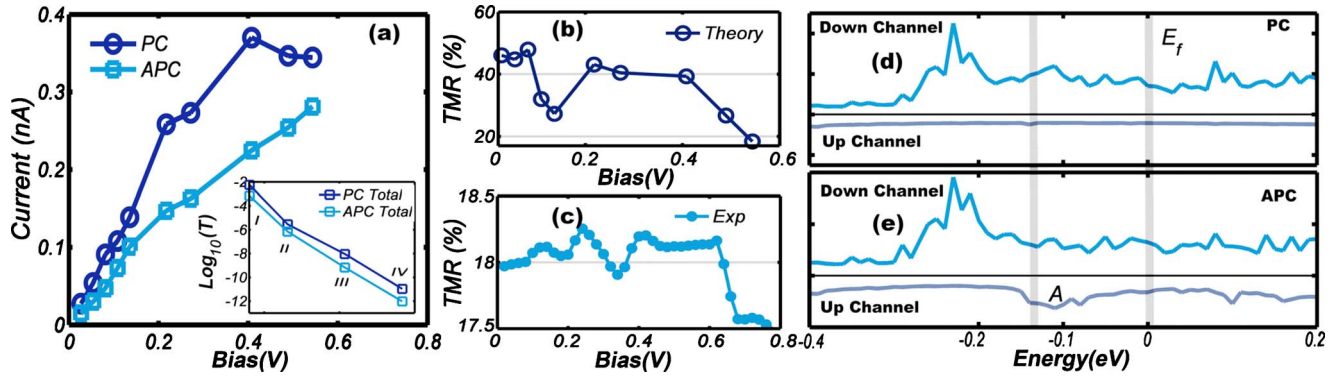 (a)
PC
APC
Current (nA)
0.4
0.3
0.2
0.1
0
0
0.2
0.4
0.6
0.8
Bias(V)
PC Total
APC Total
Log10(T)
-2
-4
-6
-8
-10
-12
I
II
III
IV
(b)
Theory
TMR (%)
60
40
20
0
0.2
0.4
0.6
Bias(V)
(c)
Exp
TMR (%)
18.5
18
17.5
0
0.2
0.4
0.6
0.8
Bias(V)
Down Channel
PC
(d)
Ef
Up Channel
Down Channel
APC
(e)
A
Up Channel
-0.4
-0.2
-0.1
0
0.2
Energy(eV)